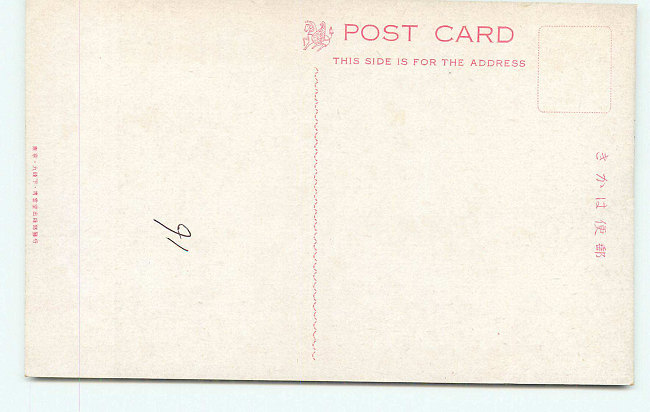 POST CARD
THIS SIDE IS FOR THE ADDRESS
きかは便郵
91